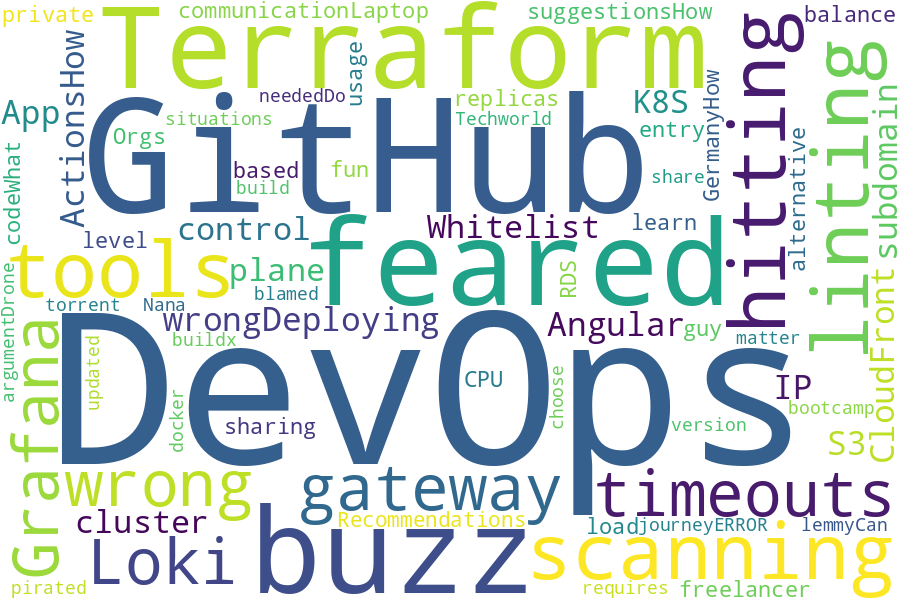 private
communicationLaptop
suggestionsHow
balance
Terraform
ActionsHow
usage
neededDo
replicas
K8S
GermanyHow
hitting
linting
subdomain
App
Orgs
situations
Techworld
entry
GitHub
based
build
fun
share
alternative
codeWhat
level
control
Whitelist
learn
feared
tools
plane
blamed
RDS
CloudFront
argumentDrone
torrent
Nana
wrongDeploying
Angular
guy
matter
buildx
updated
DevOps
CPU
choose
IP
bootcamp
Grafana
docker
sharing
version
S3
wrong
gateway
timeouts
cluster
Recommendations
load
journeyERROR
lemmyCan
Loki
buzz
scanning
pirated
requires
freelancer